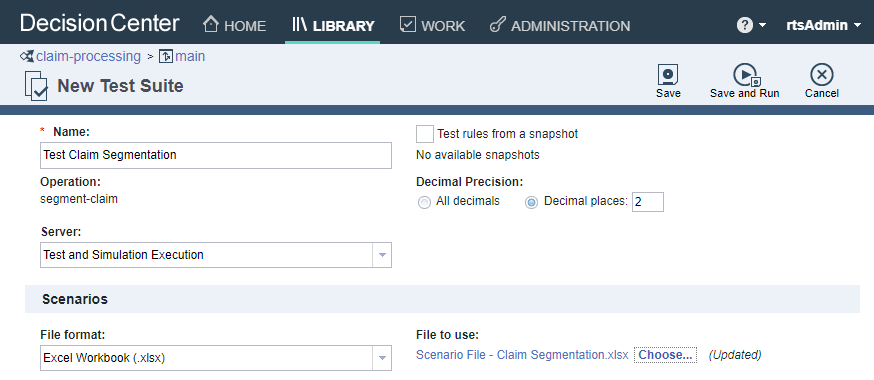 Decision Center HOME LIBRARY WORK ADMINISTRATION ? rtsAdmin
claim-processing > main
New Test Suite Save Save and Run Cancel
* Name: Test rules from a snapshot
Test Claim Segmentation No available snapshots
Operation: Decimal Precision:
segment-claim All decimals Decimal places: 2
Server:
Test and Simulation Execution
Scenarios
File format: File to use:
Excel Workbook (.xlsx) Scenario File - Claim Segmentation.xlsx Choose... (Updated)